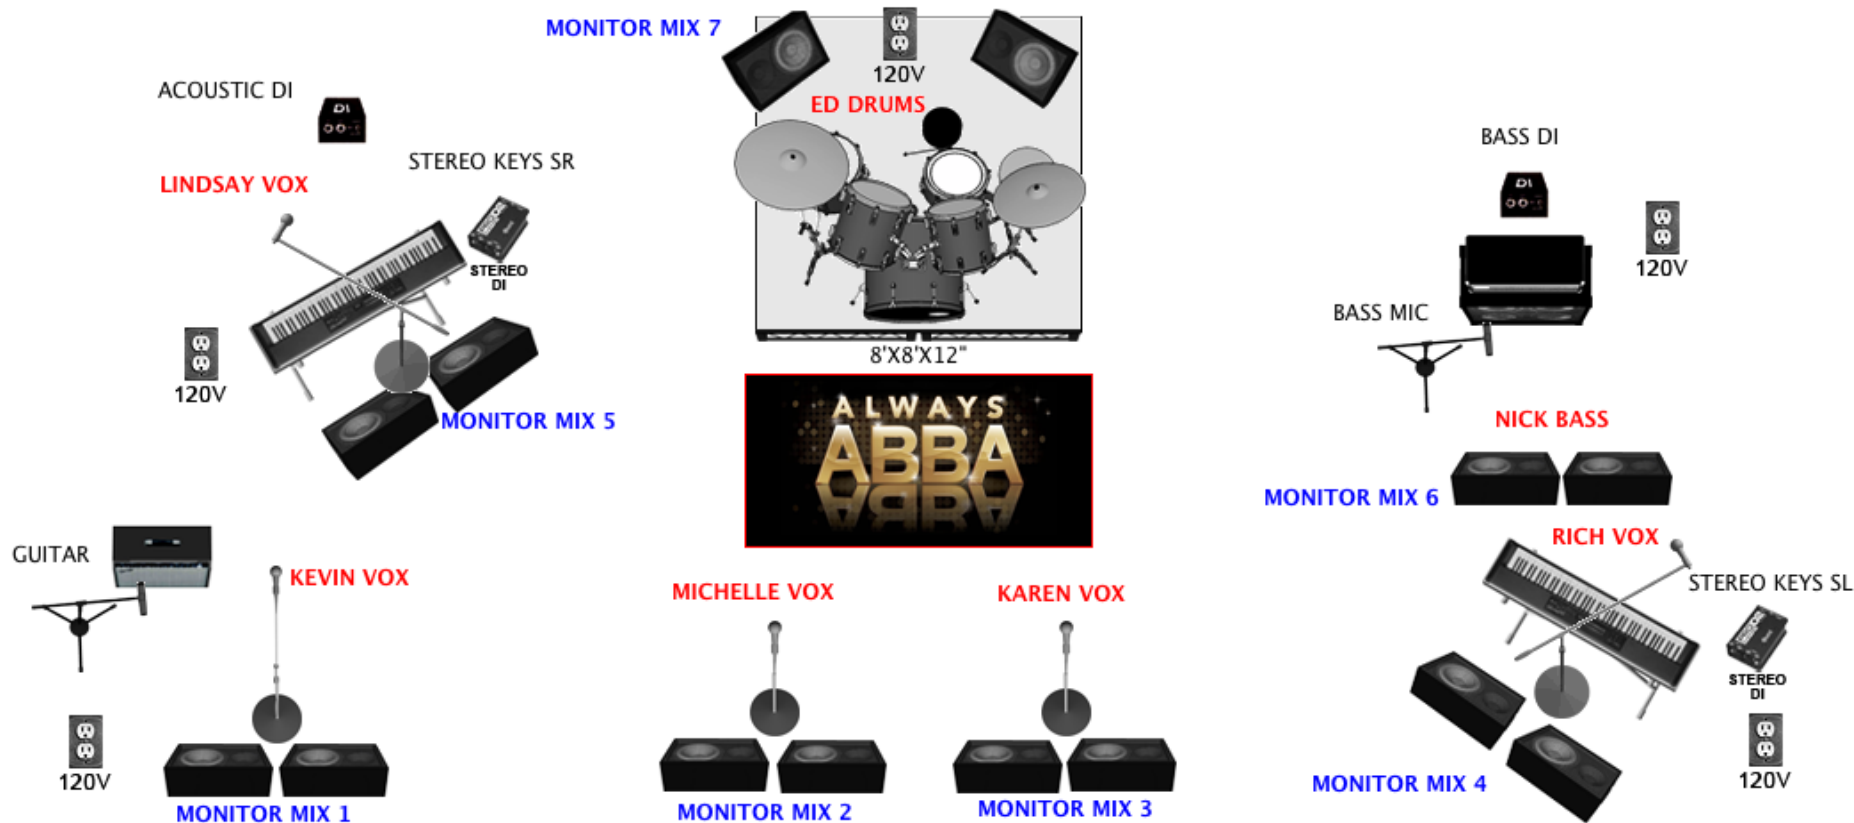 MONITOR MIX 7
120V
ED DRUMS
ACOUSTIC DI
DI
STEREO KEYS SR
LINDSAY VOX
STEREO
DI
120V
MONITOR MIX 5
8'X8'X12"
BASS DI
DI
120V
BASS MIC
NICK BASS
MONITOR MIX 6
ALWAYS
ABBA
GUITAR
KEVIN VOX
120V
MONITOR MIX 1
MICHELLE VOX
MONITOR MIX 2
KAREN VOX
MONITOR MIX 3
RICH VOX
STEREO KEYS SL
STEREO
DI
120V
MONITOR MIX 4